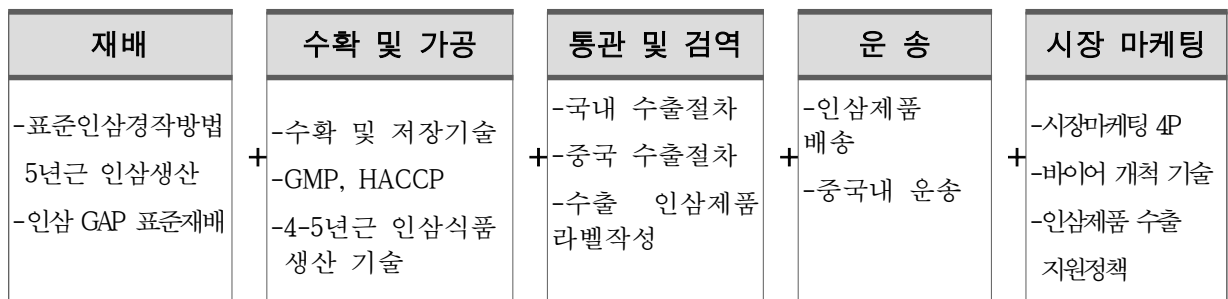 재배
-표준인삼경작방법
5년근 인삼생산
-인삼 GAP 표준재배
+
수확 및 가공
-수확 및 저장기술
-GMP, HACCP
-4-5년근 인삼식품
생산 기술
+
통관 및 검역
-국내 수출절차
-중국 수출절차
-수출 인삼제품
라벨작성
+
운 송
-인삼제품
배송
-중국내 운송
+
시장 마케팅
-시장마케팅 4P
-바이어 개척 기술
-인삼제품 수출
지원정책